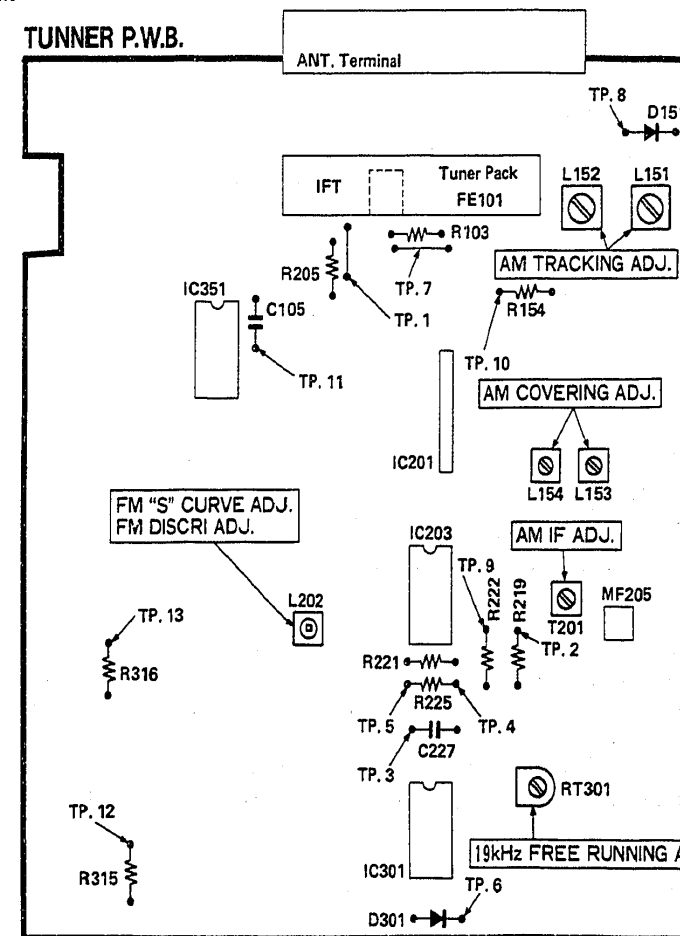 TUNNER P.W.B.
ANT. Terminal
TP. 8
D151
IFT
Tuner Pack
FE101
L152
L151
R103
AM TRACKING ADJ.
R205
TP. 7
IC351
C105
TP. 1
R154
TP. 10
TP. 11
AM COVERING ADJ.
IC201
L154
L153
FM “S” CURVE ADJ.
FM DISCRI ADJ.
IC203
AM IF ADJ.
TP. 9
R222
R219
L202
T201
MF205
TP. 13
TP. 2
R316
R221
R225
TP. 5
TP. 4
C227
TP. 3
RT301
TP. 12
19kHz FREE RUNNING A
IC301
R315
TP. 6
D301